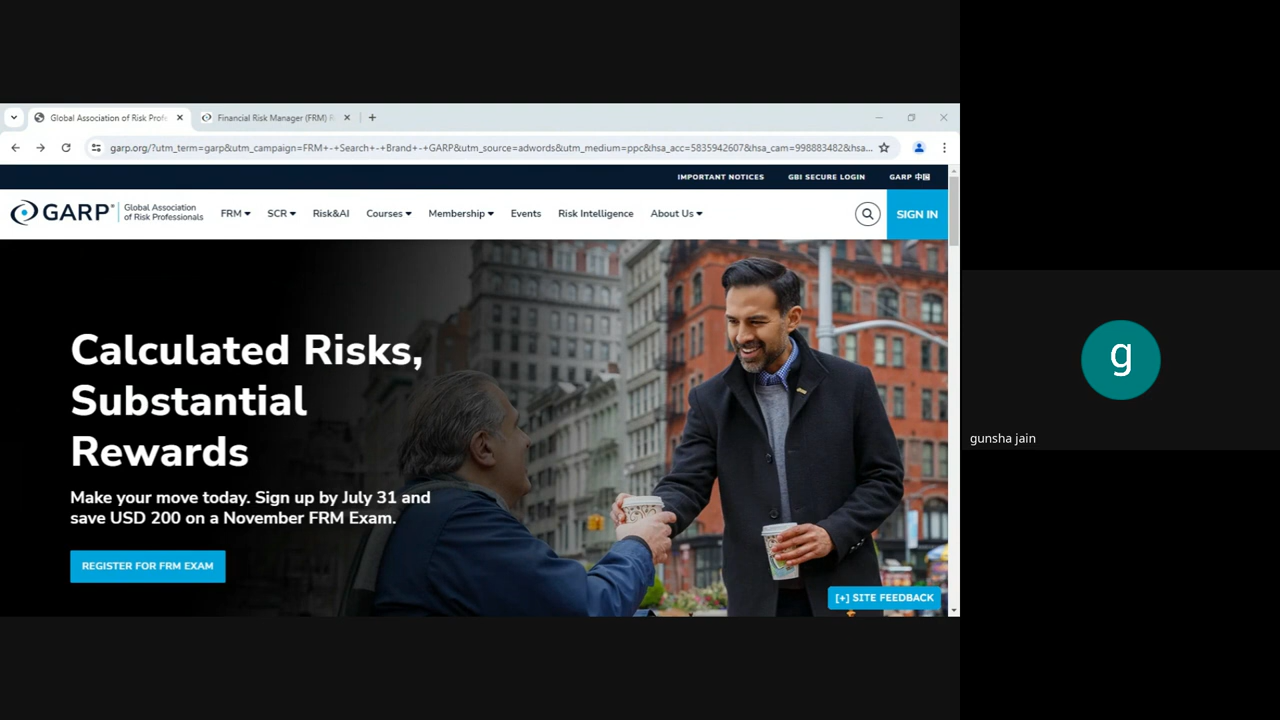 Global Association of Risk Profe
Financial Risk Manager (FRM) R
garp.org/?utm_term=garp&utm_campaign=FRM+-+Search+-+Brand+-+GARP&utm_source=adwords&utm_medium=ppc&hsa_acc=5835942607&hsa_cam=998883482&hsa...
IMPORTANT NOTICES GBI SECURE LOGIN GARP 中国
GARP Global Association
of Risk Professionals
FRM SCR Risk&AI Courses Membership Events Risk Intelligence About Us SIGN IN
Calculated Risks,
Substantial
Rewards
Make your move today. Sign up by July 31 and
save USD 200 on a November FRM Exam.
REGISTER FOR FRM EXAM
[+] SITE FEEDBACK
g
gunsha jain